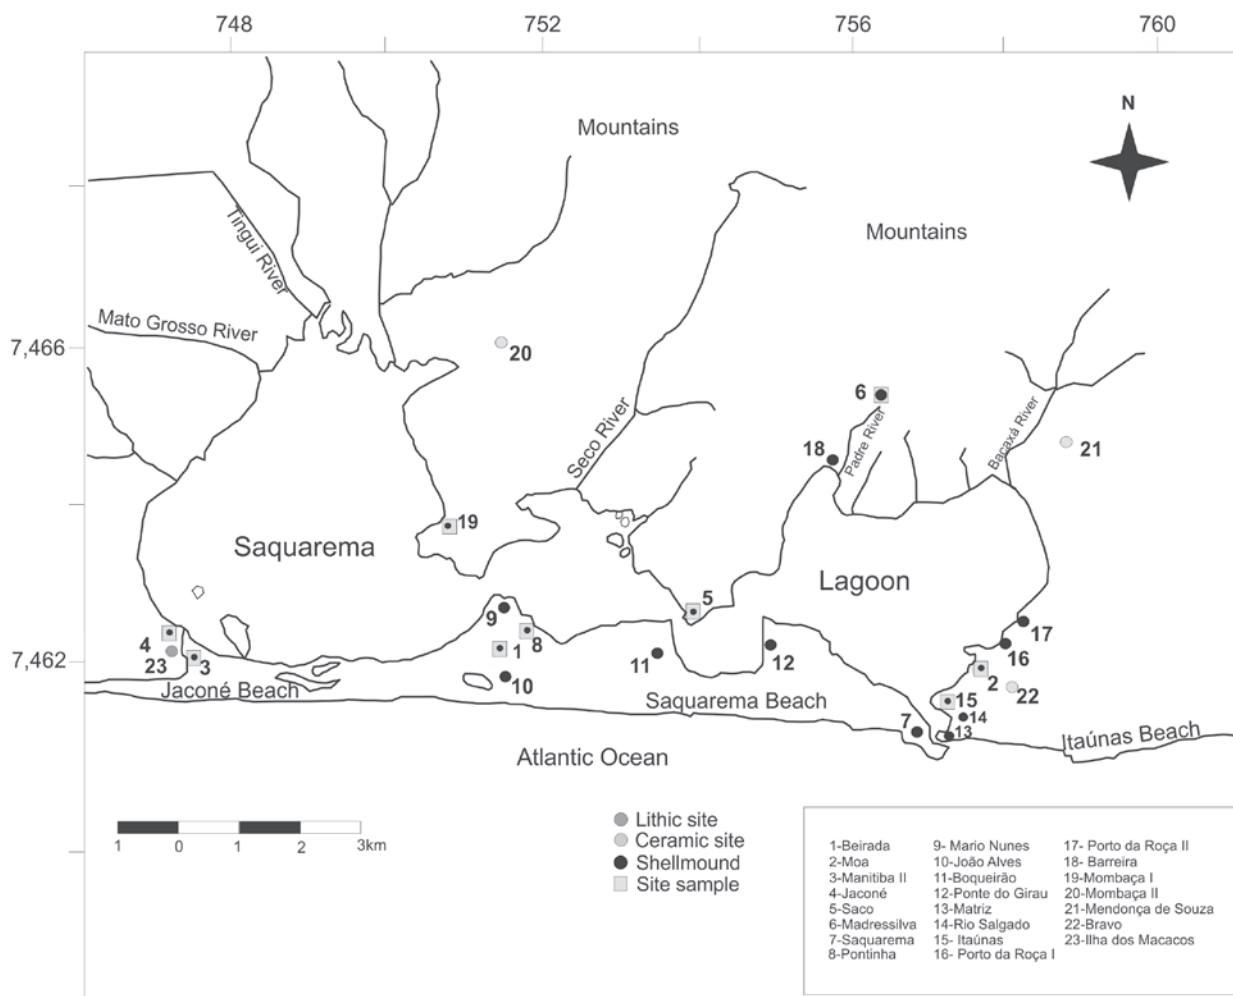 748 752 756 760
N
Mountains
Mountains
Tingui River
Mato Grosso River
7,466
20
Seco River
6
18
Padre River
Bacaxá River
21
19
Saquarema
Lagoon
5
9
8
1
10
11
12
17
16
2
22
15
14
13
7
4
23
3
7,462
Jaconé Beach
Saquarema Beach
Itaúnas Beach
Atlantic Ocean
1 0 1 2 3km
Lithic site
Ceramic site
Shellmound
Site sample
1-Beirada
2-Moa
3-Manitiba II
4-Jaconé
5-Saco
6-Madressilva
7-Saquarema
8-Pontinha
9- Mario Nunes
10-João Alves
11-Boqueirão
12-Ponte do Girau
13-Matriz
14-Rio Salgado
15- Itaúnas
16- Porto da Roça I
17- Porto da Roça II
18- Barreira
19-Mombaça I
20-Mombaça II
21-Mendonça de Souza
22-Bravo
23-Ilha dos Macacos